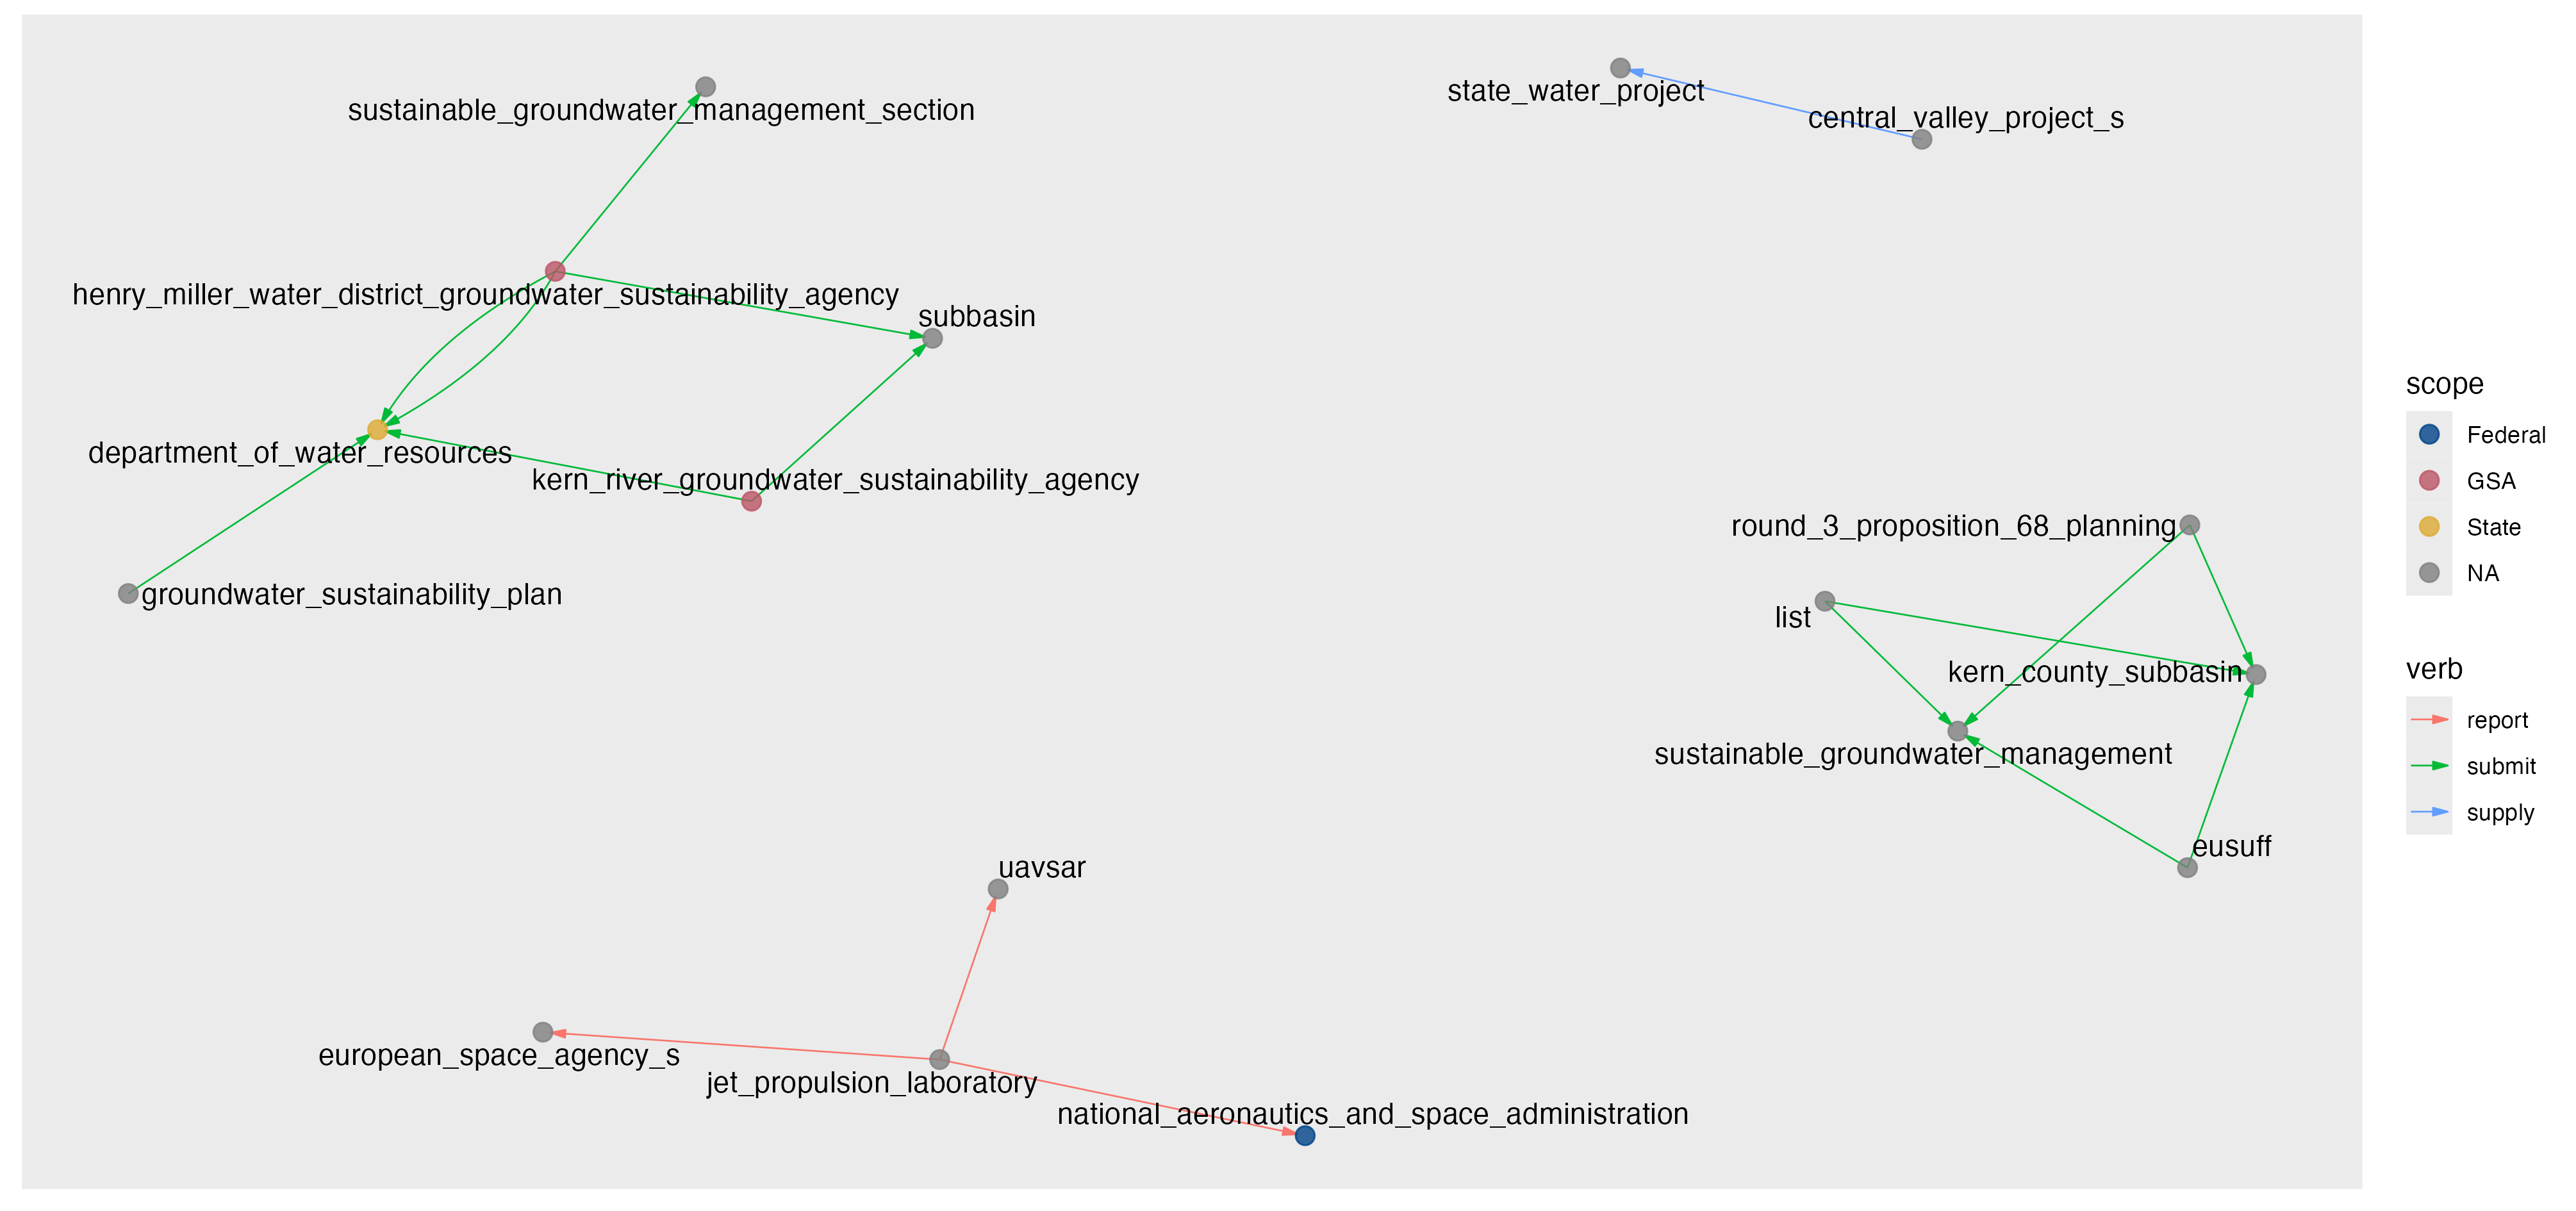 state_water_project
sustainable_groundwater_management_section
central_valley_project_s
henry_miller_water_district_groundwater_sustainability_agency
subbasin
department_of_water_resources
kern_river_groundwater_sustainability_agency
groundwater_sustainability_plan
round_3_proposition_68_planning
list
kern_county_subbasin
sustainable_groundwater_management
eusuff
uavsar
european_space_agency_s
jet_propulsion_laboratory
national_aeronautics_and_space_administration
scope
Federal
GSA
State
NA
verb
report
submit
supply